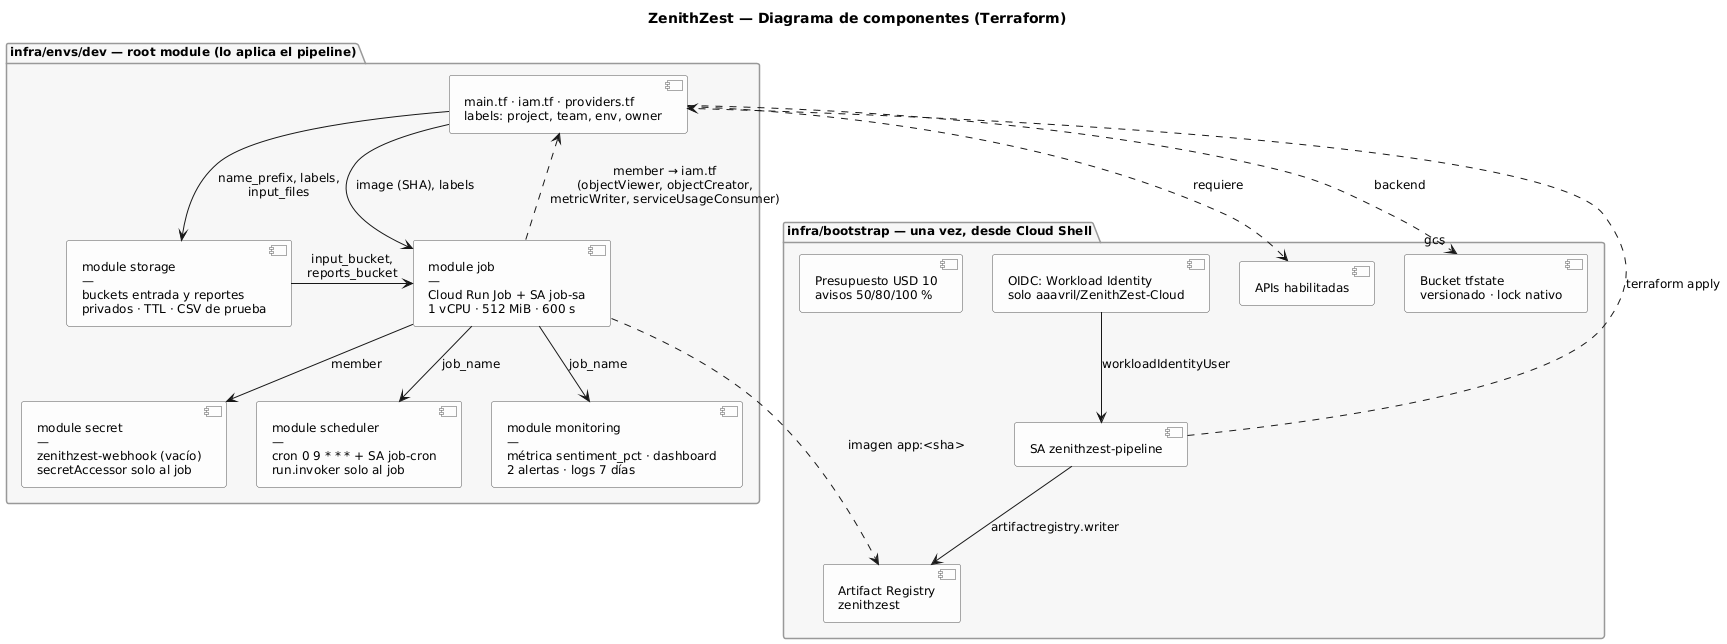 ZenithZest — Diagrama de componentes (Terraform)
infra/envs/dev — root module (lo aplica el pipeline)
main.tf · iam.tf · providers.tf
labels: project, team, env, owner
name_prefix, labels,
input_files
image (SHA), labels
member → iam.tf
(objectViewer, objectCreator,
metricWriter, serviceUsageConsumer)
requiere
backend
gcs
terraform apply
module storage
—
buckets entrada y reportes
privados · TTL · CSV de prueba
input_bucket,
reports_bucket
module job
—
Cloud Run Job + SA job-sa
1 vCPU · 512 MiB · 600 s
member
job_name
job_name
module secret
—
zenithzest-webhook (vacío)
secretAccessor solo al job
module scheduler
—
cron 0 9 * * * + SA job-cron
run.invoker solo al job
module monitoring
—
métrica sentiment_pct · dashboard
2 alertas · logs 7 días
imagen app:<sha>
infra/bootstrap — una vez, desde Cloud Shell
Presupuesto USD 10
avisos 50/80/100 %
OIDC: Workload Identity
solo aaavril/ZenithZest-Cloud
APIs habilitadas
Bucket tfstate
versionado · lock nativo
workloadIdentityUser
SA zenithzest-pipeline
artifactregistry.writer
Artifact Registry
zenithzest